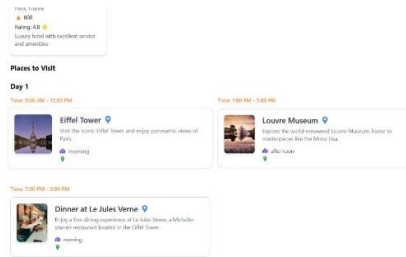 Paris, France
800
Rating: 4.8
Luxury hotel with excellent service
and amenities.
Places to Visit
Day 1
Time: 9:00 AM - 12:00 PM
Eiffel Tower
Visit the iconic Eiffel Tower and enjoy panoramic views of
Paris.
morning
Time: 1:00 PM - 5:00 PM
Louvre Museum
Explore the world-renowned Louvre Museum, home to
masterpieces like the Mona Lisa.
afternoon
Time: 7:00 PM - 9:00 PM
Dinner at Le Jules Verne
Enjoy a fine dining experience at Le Jules Verne, a Michelin-
starred restaurant located in the Eiffel Tower.
evening